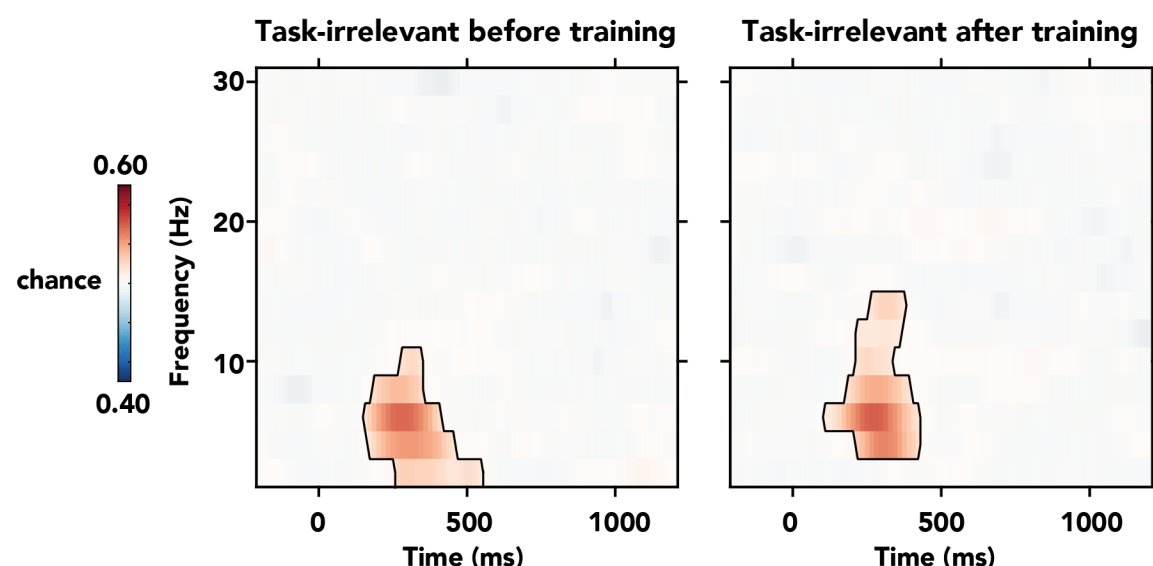 Task-irrelevant before training
Task-irrelevant after training
0.60
chance
0.40
Frequency (Hz)
30
20
10
0
500
1000
Time (ms)
0
500
1000
Time (ms)